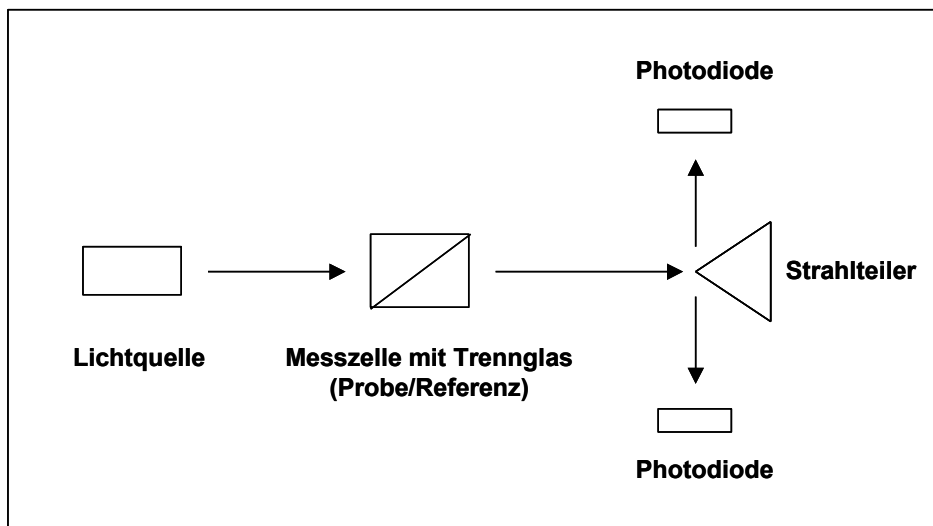 Photodiode
Strahlteiler
Lichtquelle
Messzelle mit Trennglas
(Probe/Referenz)
Photodiode